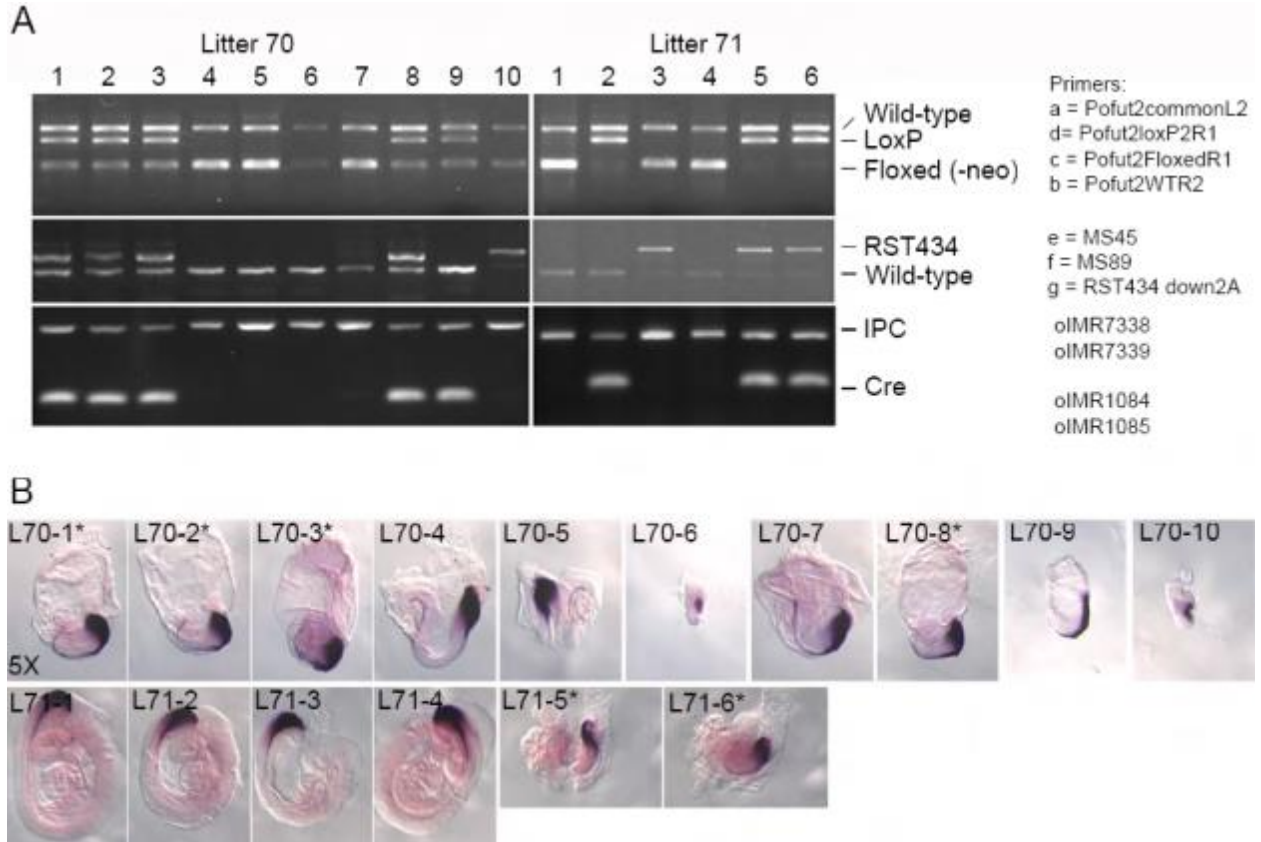 A
Litter 70
Litter 71
1 2 3 4 5 6 7 8 9 10
1 2 3 4 5 6
Wild-type
LoxP
Floxed (-neo)
RST434
Wild-type
IPC
Cre
Primers:
a = Pofut2commonL2
d= Pofut2loxP2R1
c = Pofut2FloxedR1
b = Pofut2WTR2
e = MS45
f = MS89
g = RST434 down2A
oIMR7338
oIMR7339
oIMR1084
oIMR1085
B
L70-1* L70-2* L70-3* L70-4 L70-5 L70-6 L70-7 L70-8* L70-9 L70-10
5X
L71-1 L71-2 L71-3 L71-4 L71-5* L71-6*